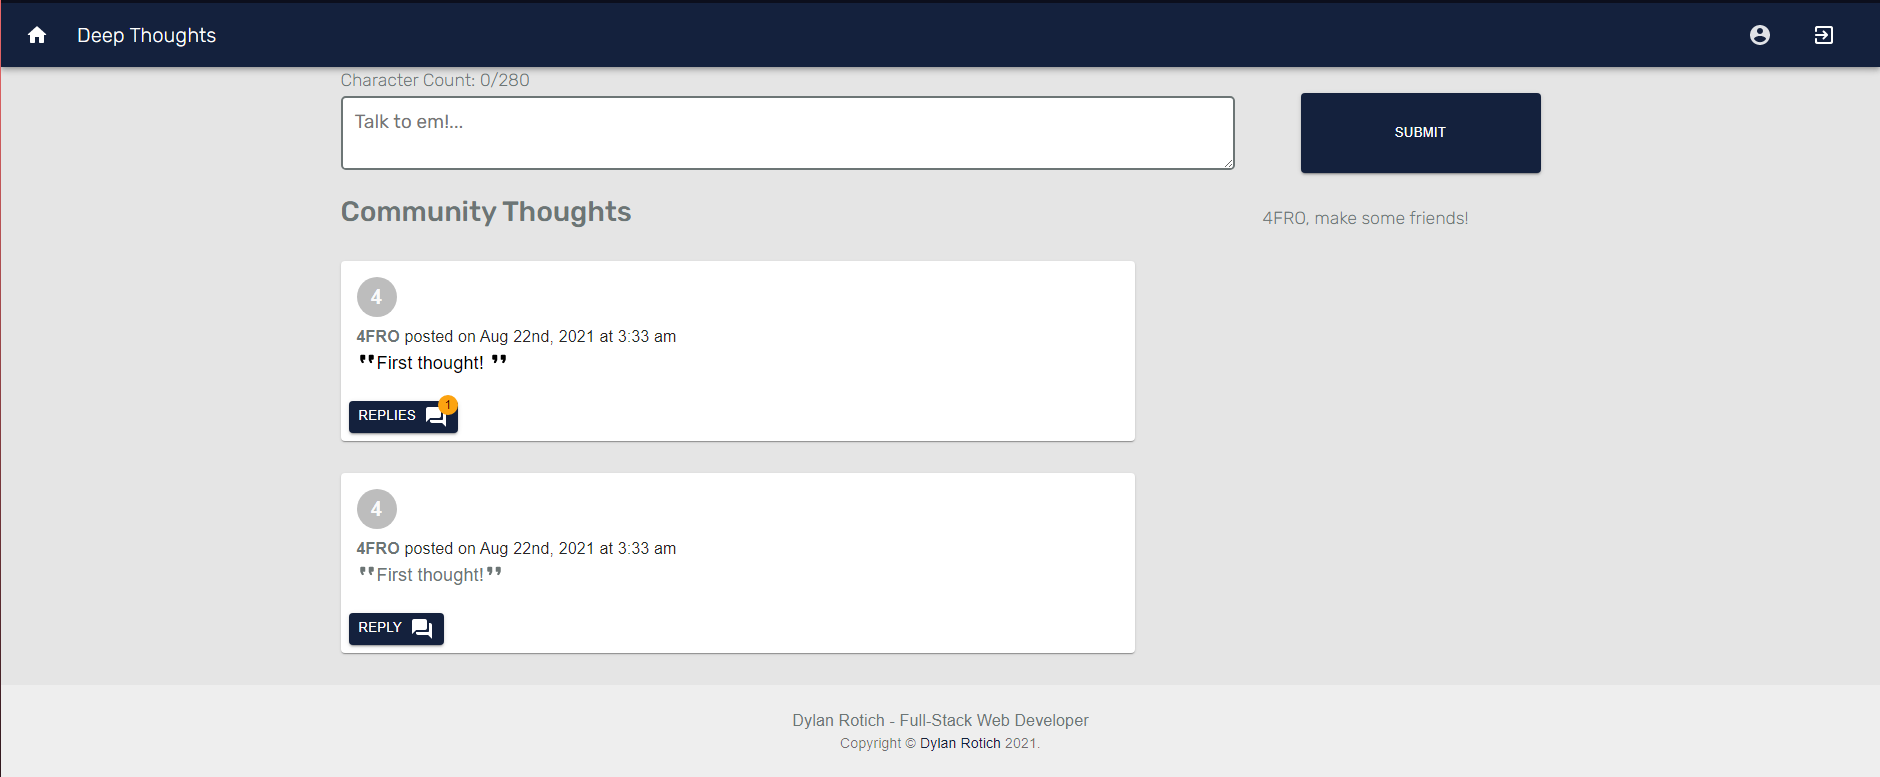 Deep Thoughts
Character Count: 0/280
Talk to em!...
SUBMIT
Community Thoughts
4FRO, make some friends!
4
4FRO posted on Aug 22nd, 2021 at 3:33 am
❜❜First thought! ❜❜
REPLIES 1
4
4FRO posted on Aug 22nd, 2021 at 3:33 am
❜❜First thought!❜❜
REPLY
Dylan Rotich - Full-Stack Web Developer
Copyright © Dylan Rotich 2021.